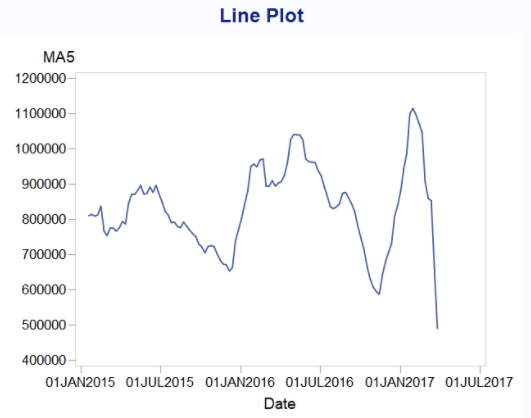 Line Plot
MA5
1200000
1100000
1000000
900000
800000
700000
600000
500000
400000
01JAN2015 01JUL2015 01JAN2016 01JUL2016 01JAN2017 01JUL2017
Date